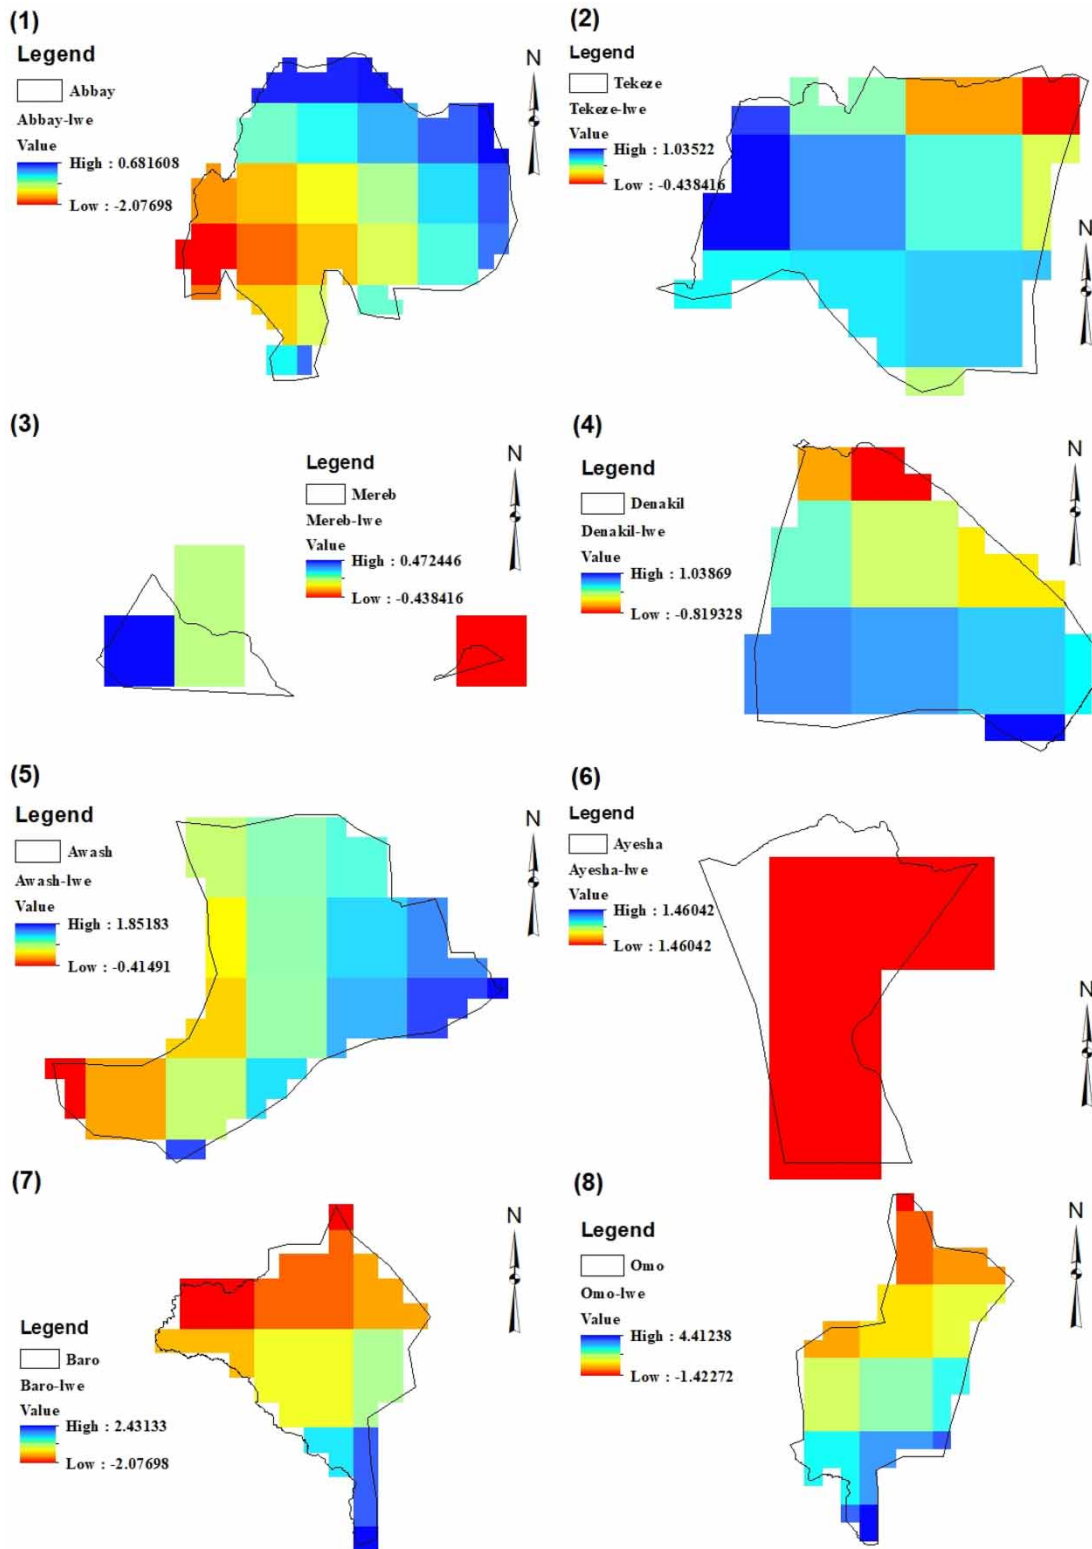 (1)
Legend
N
Abbay
Abbay-lwe
Value
High : 0.681608
Low : -2.07698
(2)
Legend
N
Tekeze
Tekeze-lwe
Value
High : 1.03522
Low : -0.438416
N
(3)
Legend
N
Mereb
Mereb-lwe
Value
High : 0.472446
Low : -0.438416
(4)
Legend
N
Denakil
Denakil-lwe
Value
High : 1.03869
Low : -0.819328
(5)
Legend
N
Awash
Awash-lwe
Value
High : 1.85183
Low : -0.41491
(6)
Legend
Ayesha
Ayesha-lwe
Value
High : 1.46042
Low : 1.46042
N
(7)
N
Legend
Baro
Baro-lwe
Value
High : 2.43133
Low : -2.07698
(8)
N
Legend
Omo
Omo-lwe
Value
High : 4.41238
Low : -1.42272